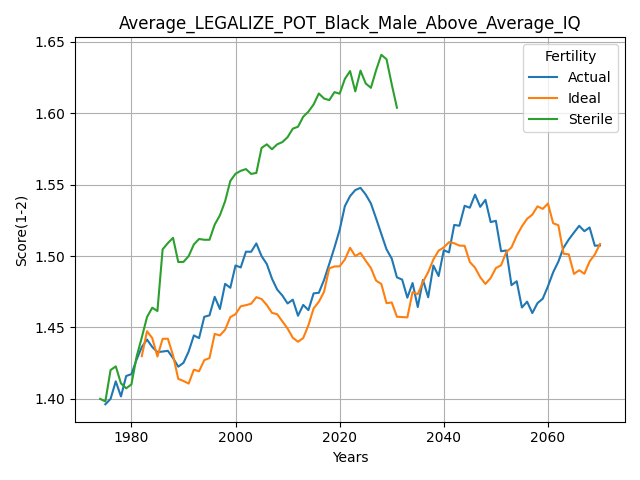 Average_LEGALIZE_POT_Black_Male_Above_Average_IQ
Fertility
Actual
Ideal
Sterile
Score(1-2)
1.65
1.60
1.55
1.50
1.45
1.40
1980
2000
2020
2040
2060
Years